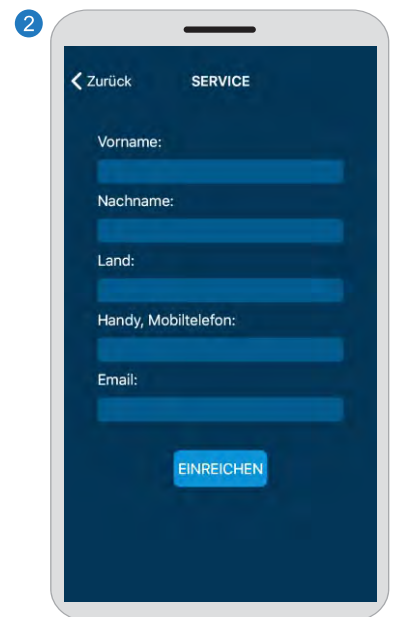 2
Zurück SERVICE
Vorname:
Nachname:
Land:
Handy, Mobiltelefon:
Email:
EINREICHEN